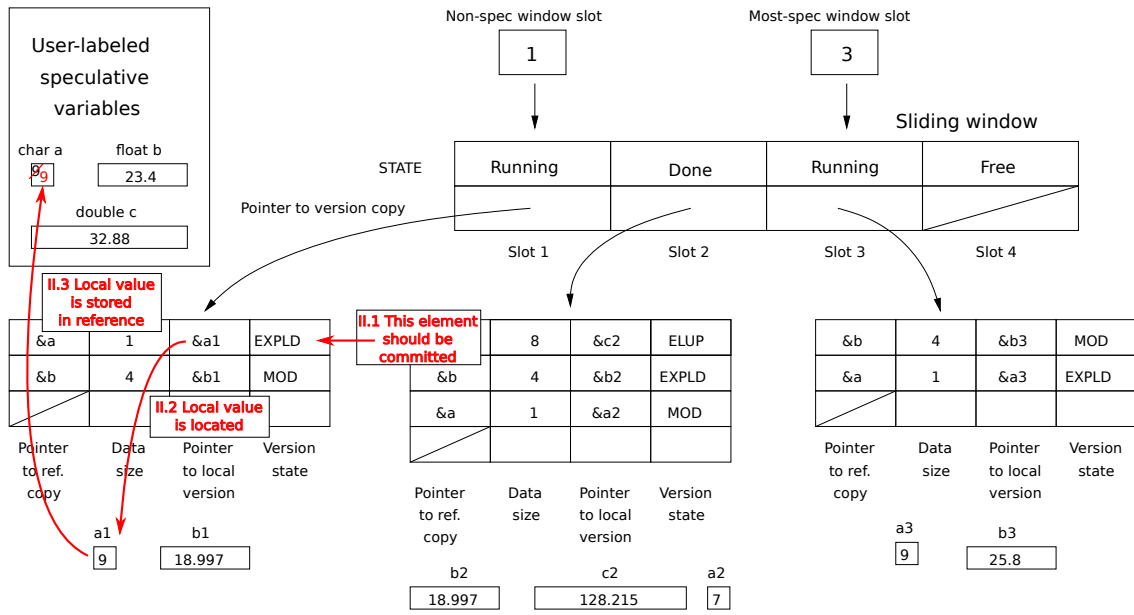 Non-spec window slot
Most-spec window slot
1
3
User-labeled
speculative
variables
char a
float b
9
9
23.4
double c
32.88
Sliding window
STATE
Running
Done
Running
Free
Pointer to version copy
Slot 1
Slot 2
Slot 3
Slot 4
II.3 Local value
is stored
in reference
II.1 This element
should be
committed
II.2 Local value
is located
&a 1 &a1 EXPLD
&b 4 &b1 MOD
Pointer
to ref.
copy
Data
size
Pointer
to local
version
Version
state
a1
9
b1
18.997
8 &c2 ELUP
&b 4 &b2 EXPLD
&a 1 &a2 MOD
Pointer
to ref.
copy
Data
size
Pointer
to local
version
Version
state
b2
18.997
c2
128.215
a2
7
&b 4 &b3 MOD
&a 1 &a3 EXPLD
Pointer
to ref.
copy
Data
size
Pointer
to local
version
Version
state
a3
9
b3
25.8